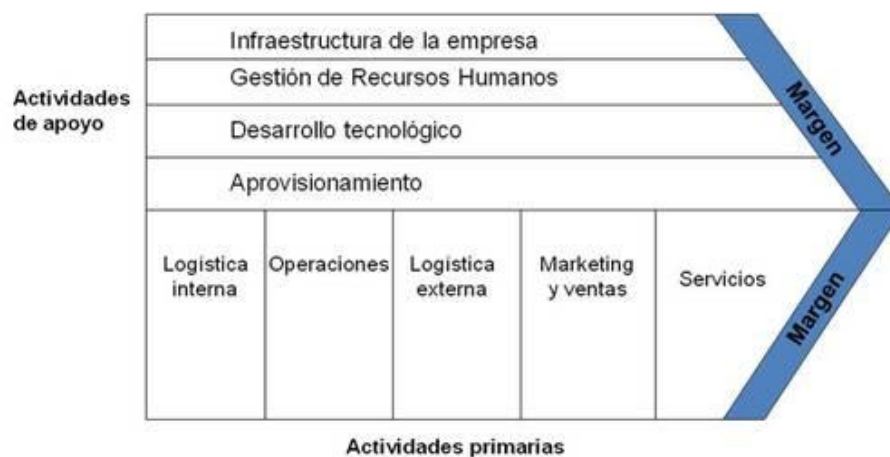 Infraestructura de la empresa
Gestión de Recursos Humanos
Actividades
de apoyo
Desarrollo tecnológico
Aprovisionamiento
Margen
Logística
interna
Operaciones
Logística
externa
Marketing
y ventas
Servicios
Margen
Actividades primarias